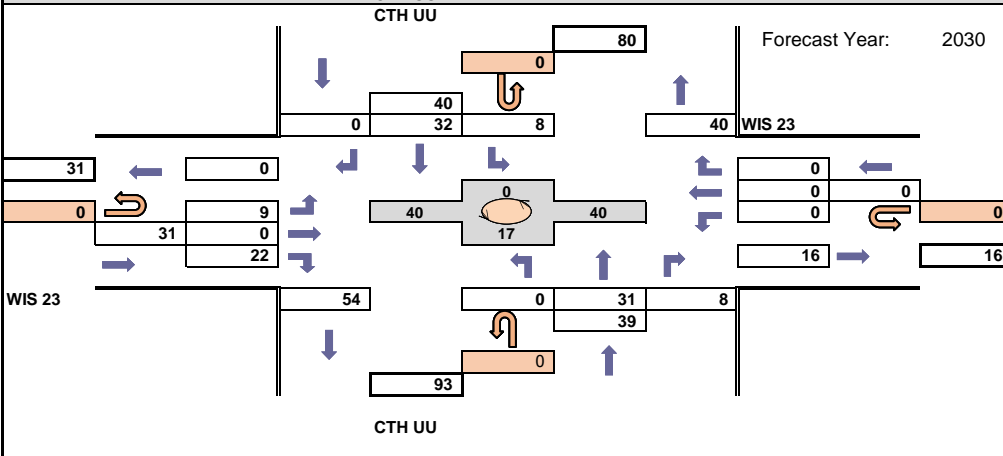 CTH UU
80
Forecast Year: 2030
0
40
0 32 8 40 WIS 23
31 0 0
0 0 0
0 9 40 40 0 0
31 0 17
22 16 16
WIS 23 54 0 31 8
39
0
93
CTH UU